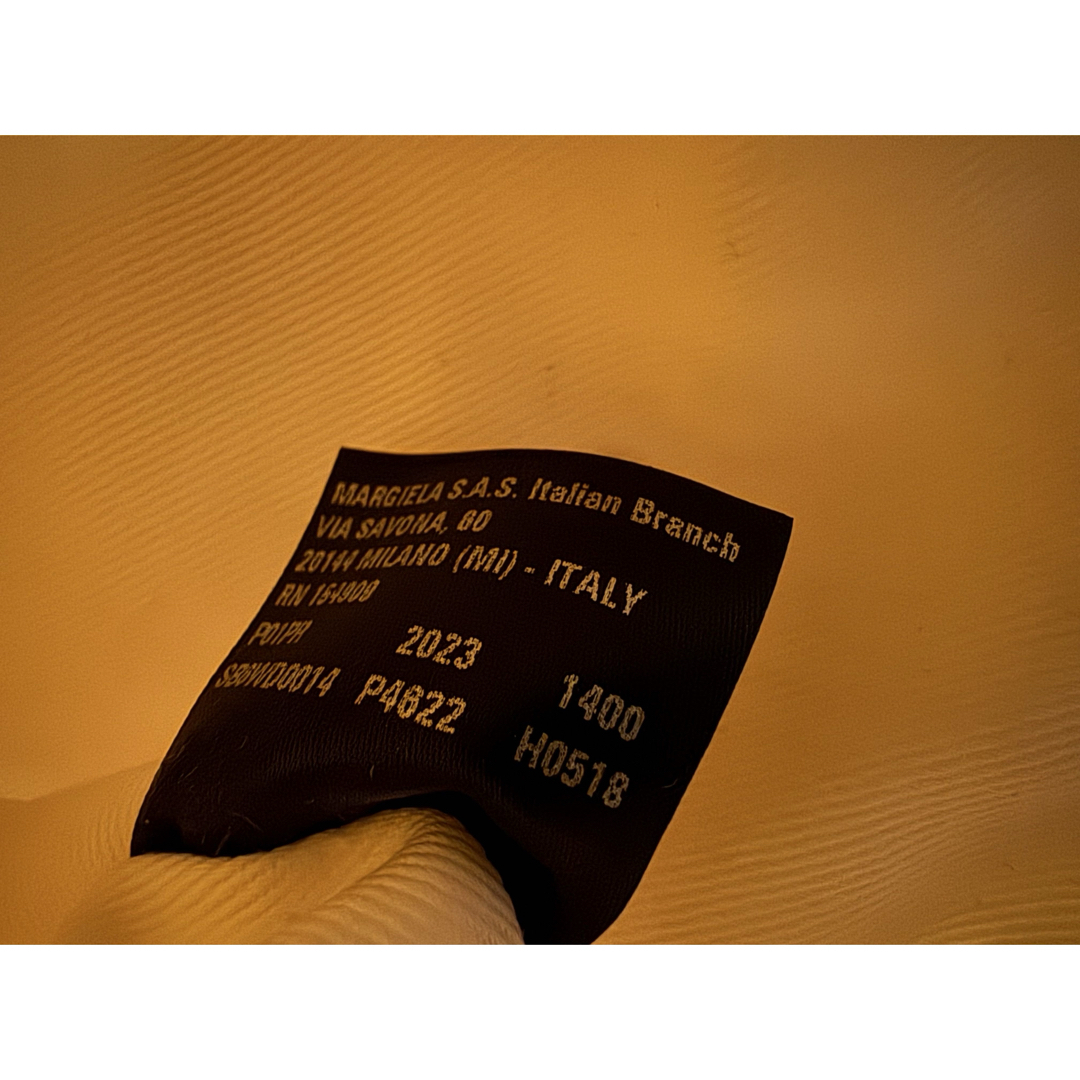 MARGIELA S.A.S. Italian Branch
VIA SAVONA, 60
20144 MILANO (MI) - ITALY
RN 154908
P01PR 2023 1400
SB6WD0014 P4622 H0518